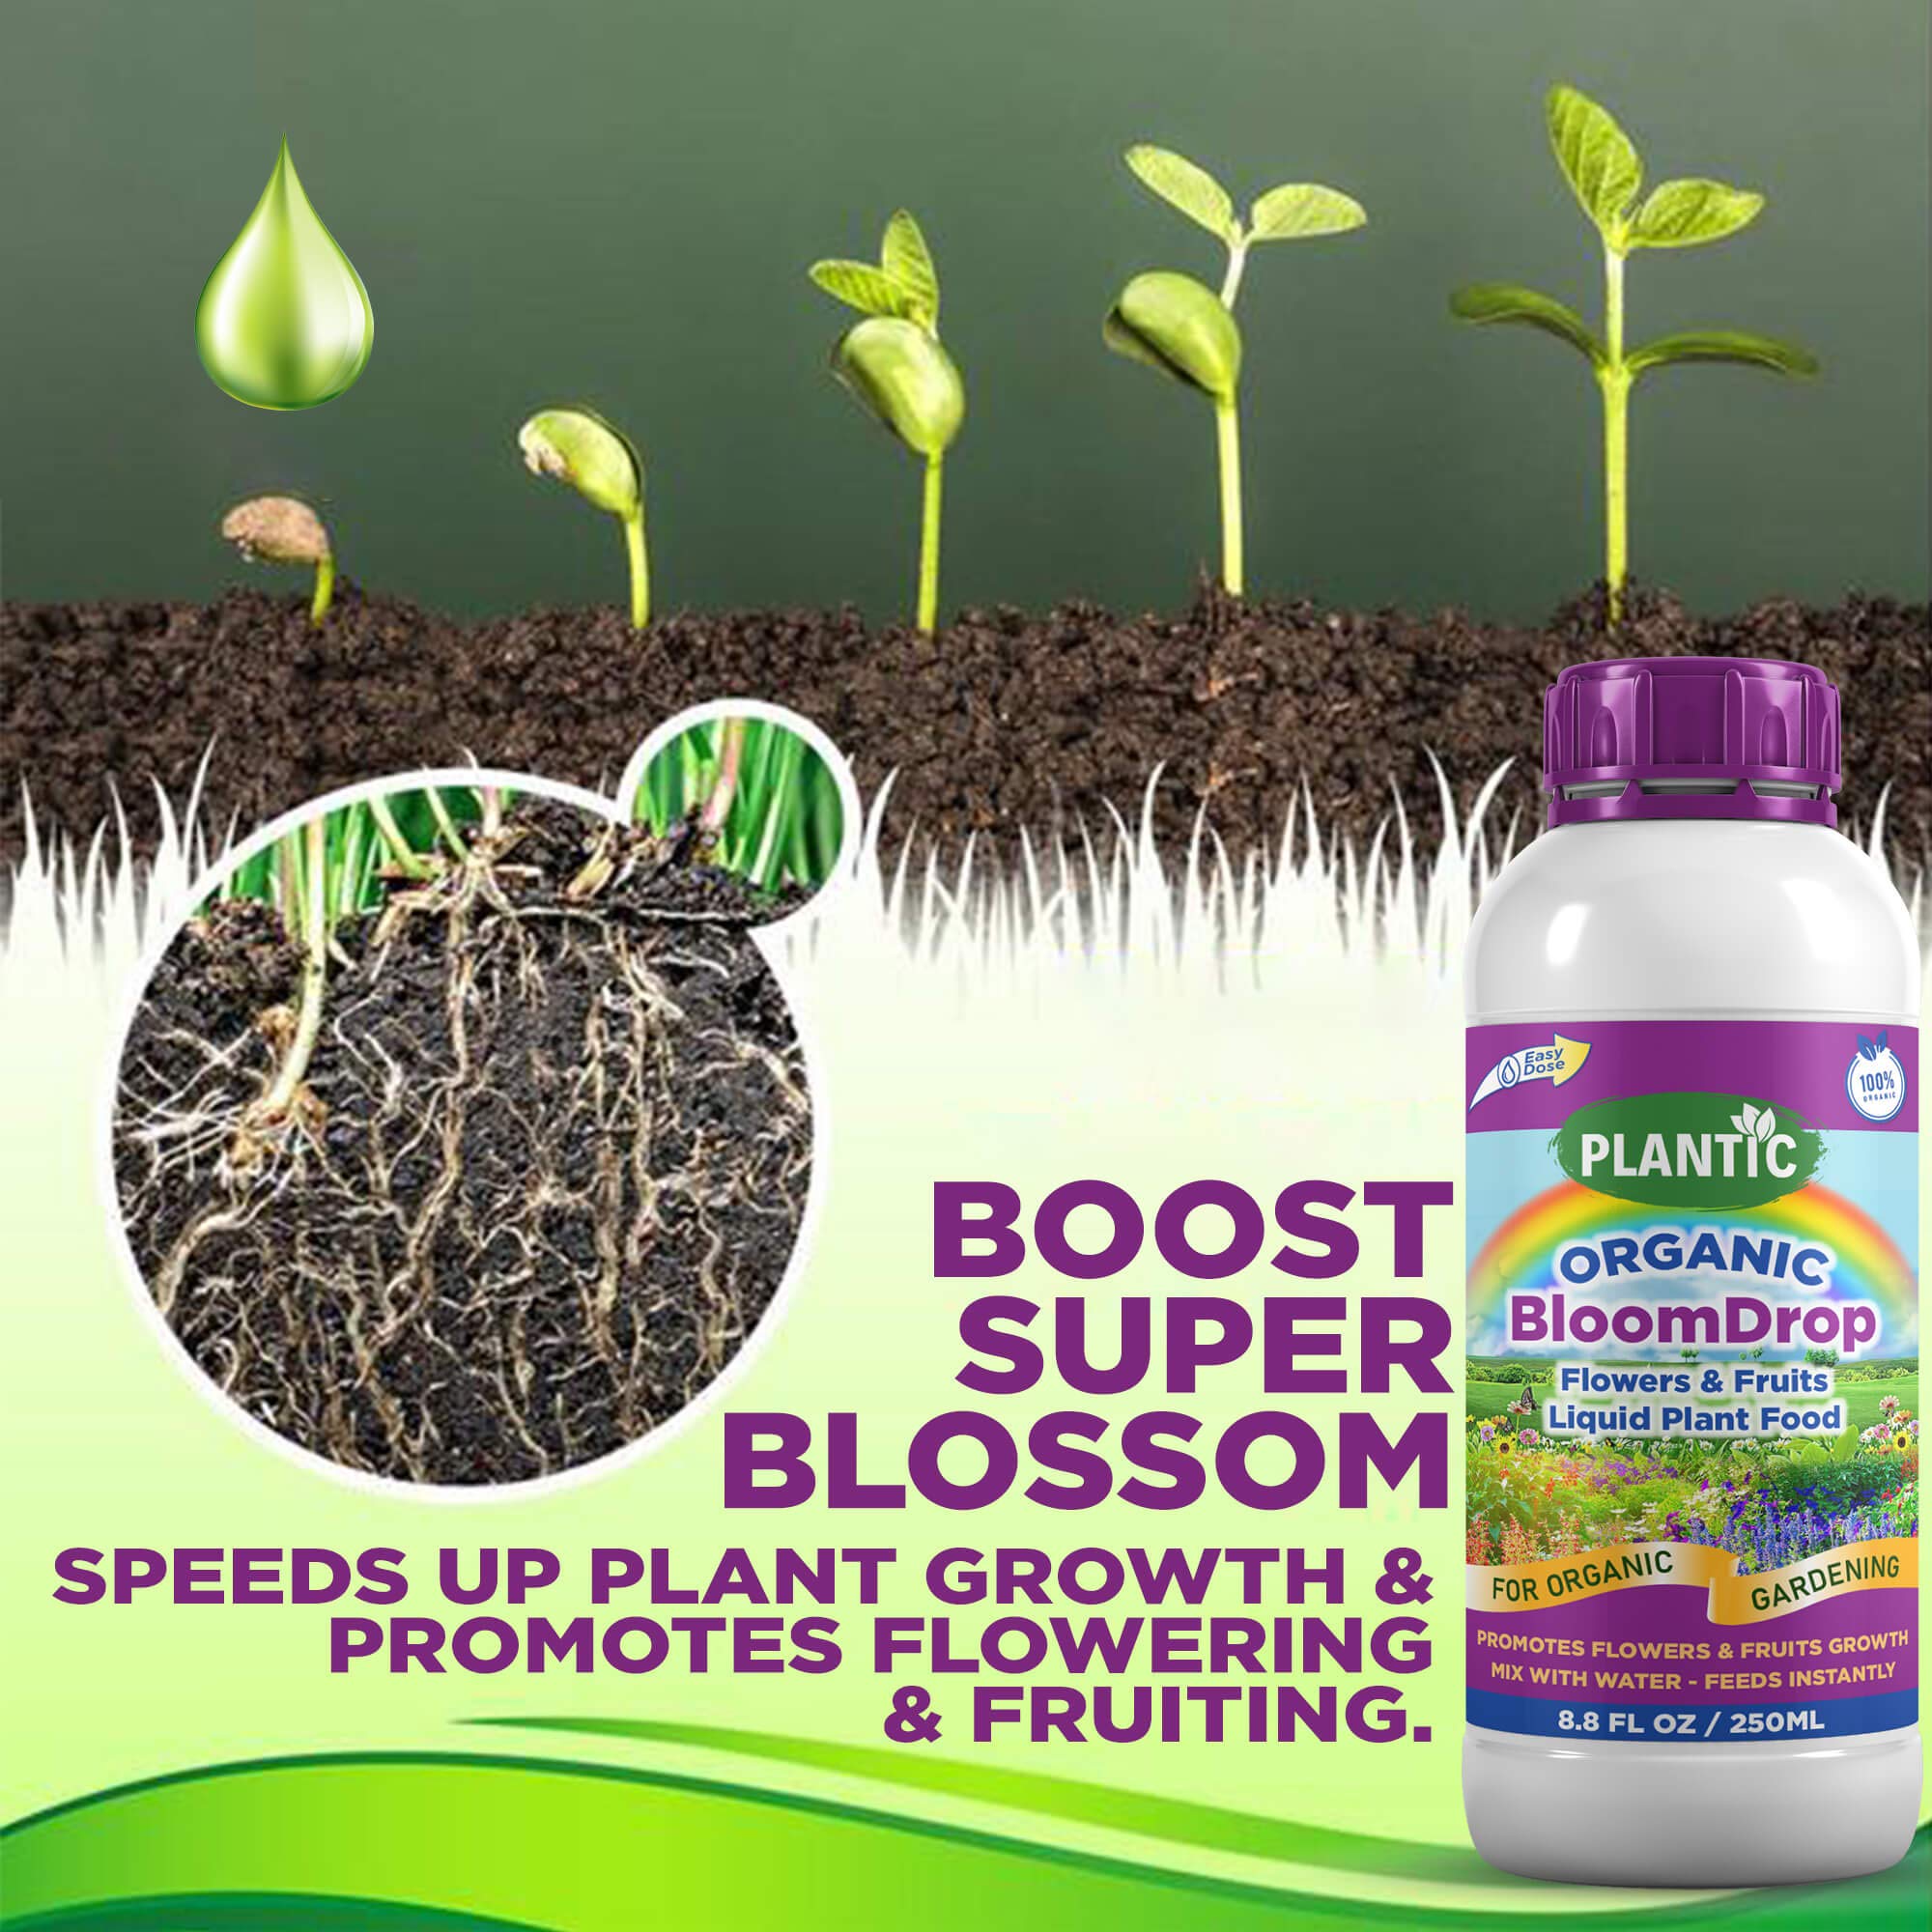 BOOST
SUPER
BLOSSOM
SPEEDS UP PLANT GROWTH &
PROMOTES FLOWERING
& FRUITING.
Easy
Dose
100%
ORGANIC
PLANTIC
ORGANIC
BloomDrop
Flowers & Fruits
Liquid Plant Food
FOR ORGANIC GARDENING
PROMOTES FLOWERS & FRUITS GROWTH
MIX WITH WATER - FEEDS INSTANTLY
8.8 FL OZ / 250ML